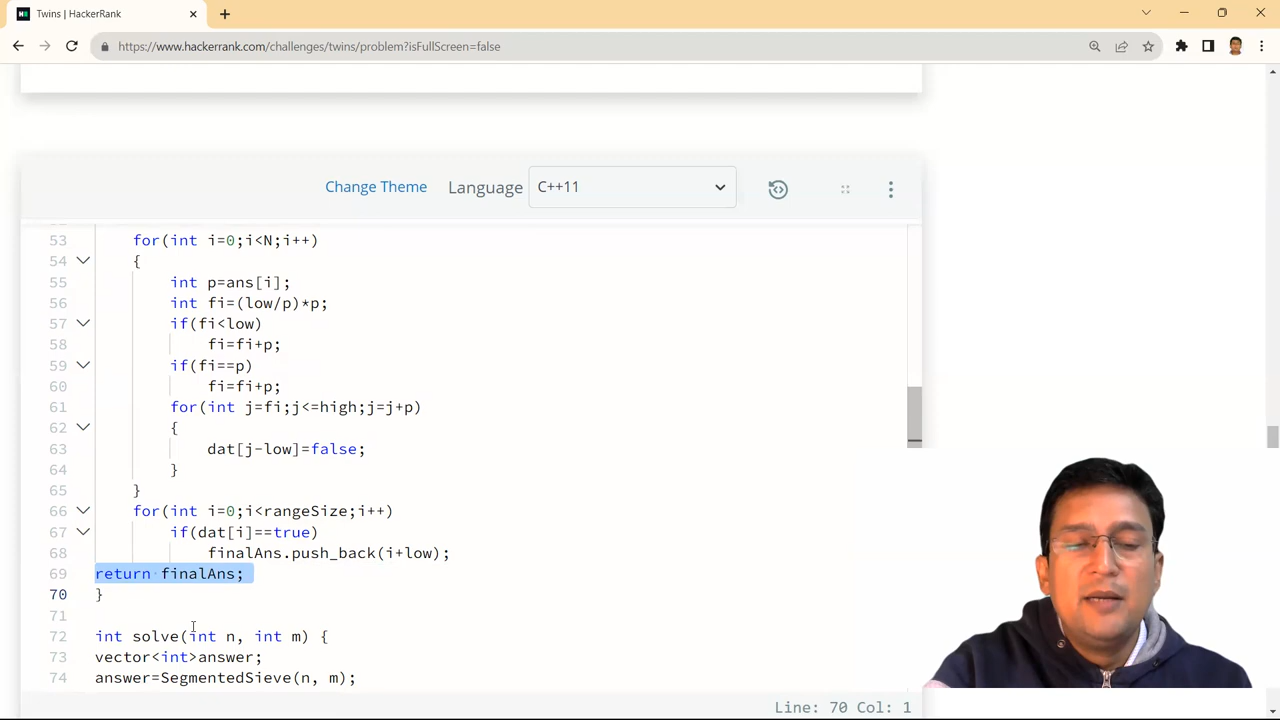 Twins | HackerRank
https://www.hackerrank.com/challenges/twins/problem?isFullScreen=false
Change Theme Language C++11
53 for(int i=0;i<N;i++)
54 {
55 int p=ans[i];
56 int fi=(low/p)*p;
57 if(fi<low)
58 fi=fi+p;
59 if(fi==p)
60 fi=fi+p;
61 for(int j=fi;j<=high;j=j+p)
62 {
63 dat[j-low]=false;
64 }
65 }
66 for(int i=0;i<rangeSize;i++)
67 if(dat[i]==true)
68 finalAns.push_back(i+low);
69 return finalAns;
70 }
71
72 int solve(int n, int m) {
73 vector<int>answer;
74 answer=SegmentedSieve(n, m);
Line: 70 Col: 1